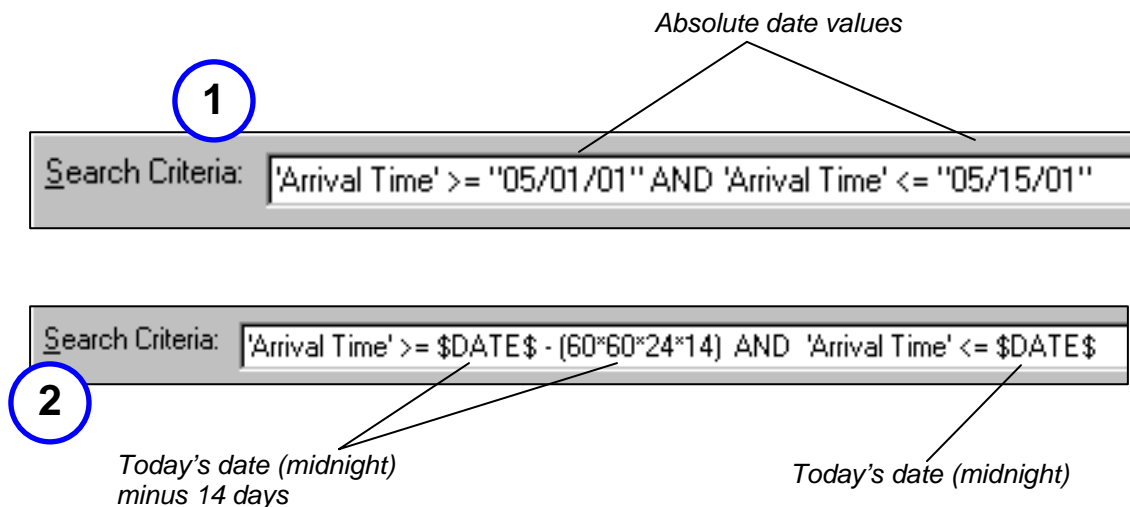 Absolute date values
1
Search Criteria: 'Arrival Time' >= "05/01/01" AND 'Arrival Time' <= "05/15/01"
Search Criteria: 'Arrival Time' >= $DATE$ - (60*60*24*14) AND 'Arrival Time' <= $DATE$
2
Today's date (midnight)
minus 14 days
Today's date (midnight)